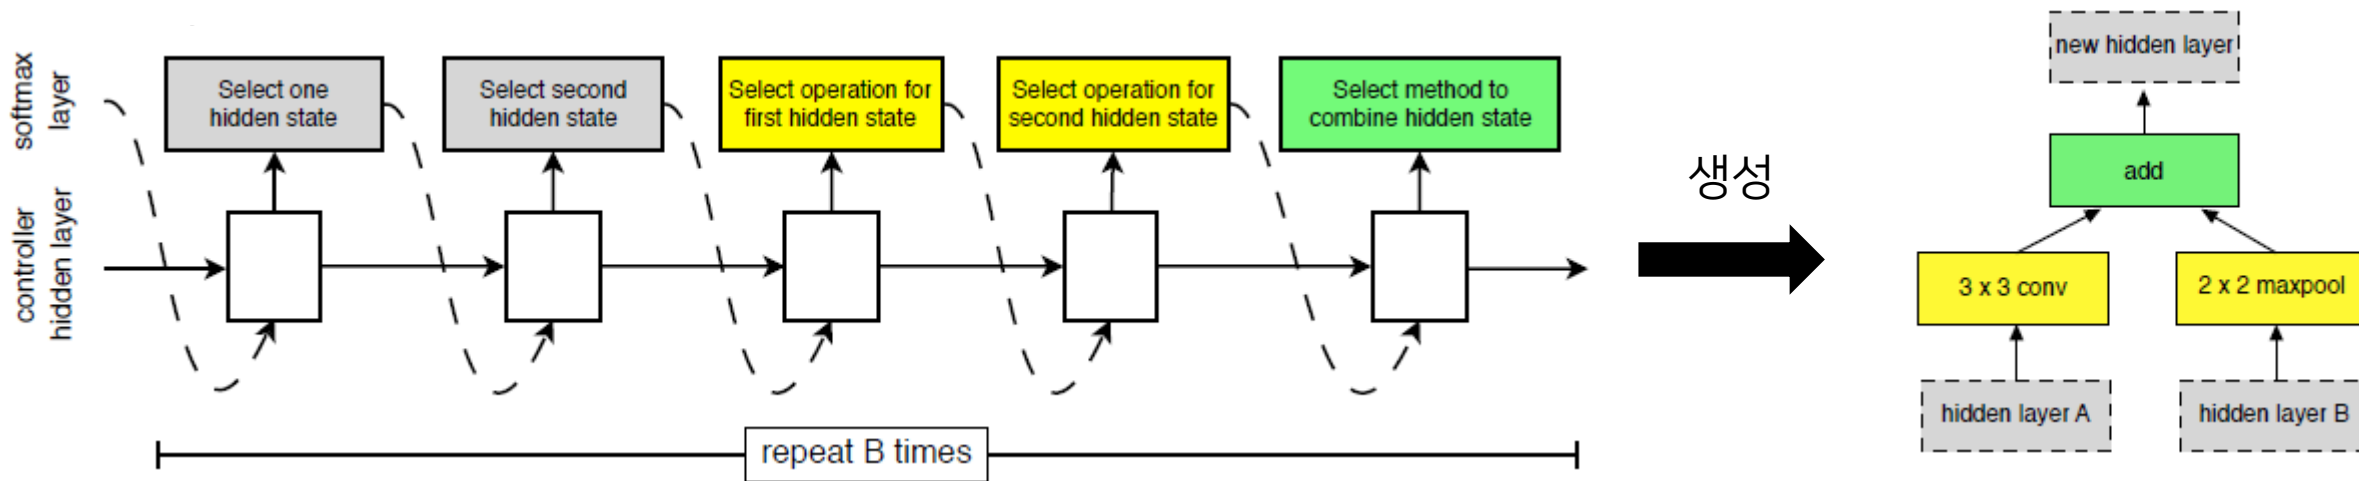 softmax
layer
controller
hidden layer
Select one
hidden state
Select second
hidden state
Select operation for
first hidden state
Select operation for
second hidden state
Select method to
combine hidden state
repeat B times
생성
new hidden layer
add
3 x 3 conv
2 x 2 maxpool
hidden layer A
hidden layer B